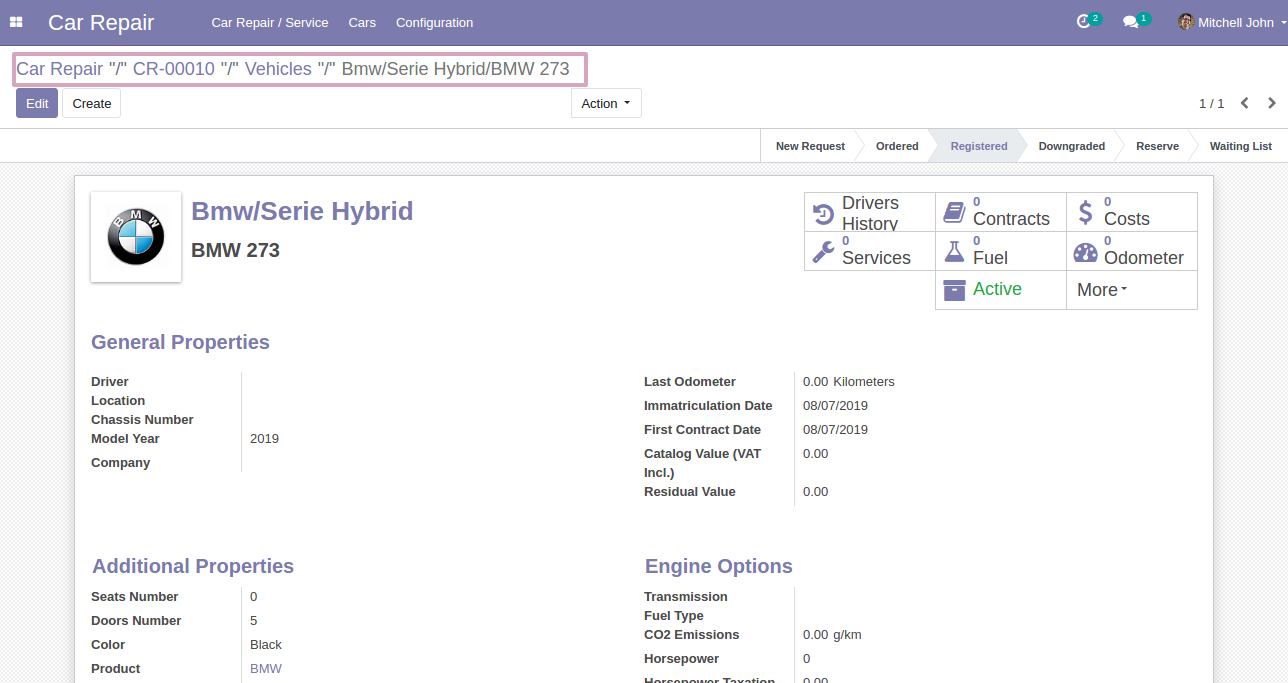 Car Repair Car Repair / Service Cars Configuration 2 1 Mitchell John
Car Repair "/" CR-00010 "/" Vehicles "/" Bmw/Serie Hybrid/BMW 273
Edit Create Action 1 / 1
New Request Ordered Registered Downgraded Reserve Waiting List
BMW
Bmw/Serie Hybrid
BMW 273
Drivers History
0 Contracts
0 Costs
0 Services
0 Fuel
0 Odometer
Active
More
General Properties
Driver
Location
Chassis Number
Model Year 2019
Company
Last Odometer 0.00 Kilometers
Immatriculation Date 08/07/2019
First Contract Date 08/07/2019
Catalog Value (VAT
Incl.) 0.00
Residual Value 0.00
Additional Properties
Seats Number 0
Doors Number 5
Color Black
Product BMW
Engine Options
Transmission
Fuel Type
CO2 Emissions 0.00 g/km
Horsepower 0
Horsepower Taxation 0.00